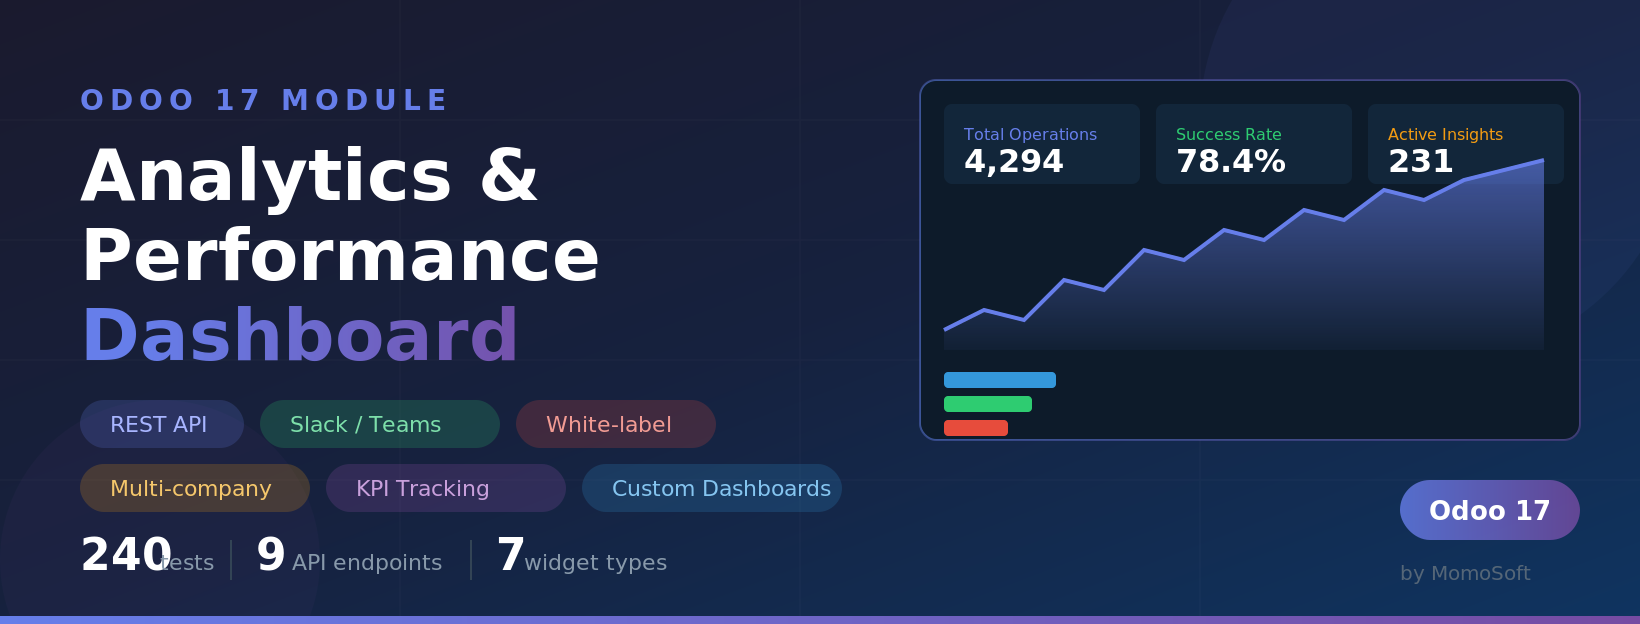 ODOO 17 MODULE
Analytics &
Performance
Dashboard
REST API
Slack / Teams
White-label
Multi-company
KPI Tracking
Custom Dashboards
240 tests
9 API endpoints
7 widget types
Total Operations
4,294
Success Rate
78.4%
Active Insights
231
Odoo 17
by MomoSoft